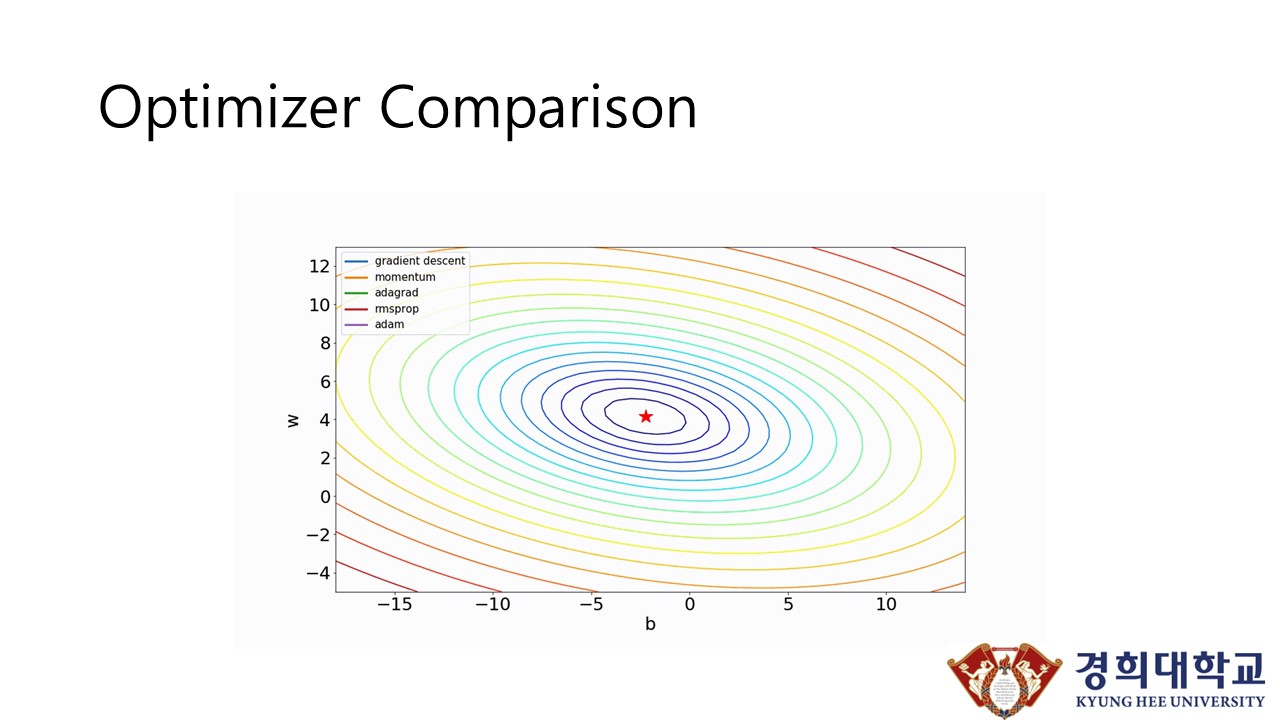 Optimizer Comparison
gradient descent
momentum
adagrad
rmsprop
adam
12
10
8
6
4
2
0
−2
−4
w
−15 −10 −5 0 5 10
b
경희대학교
KYUNG HEE UNIVERSITY